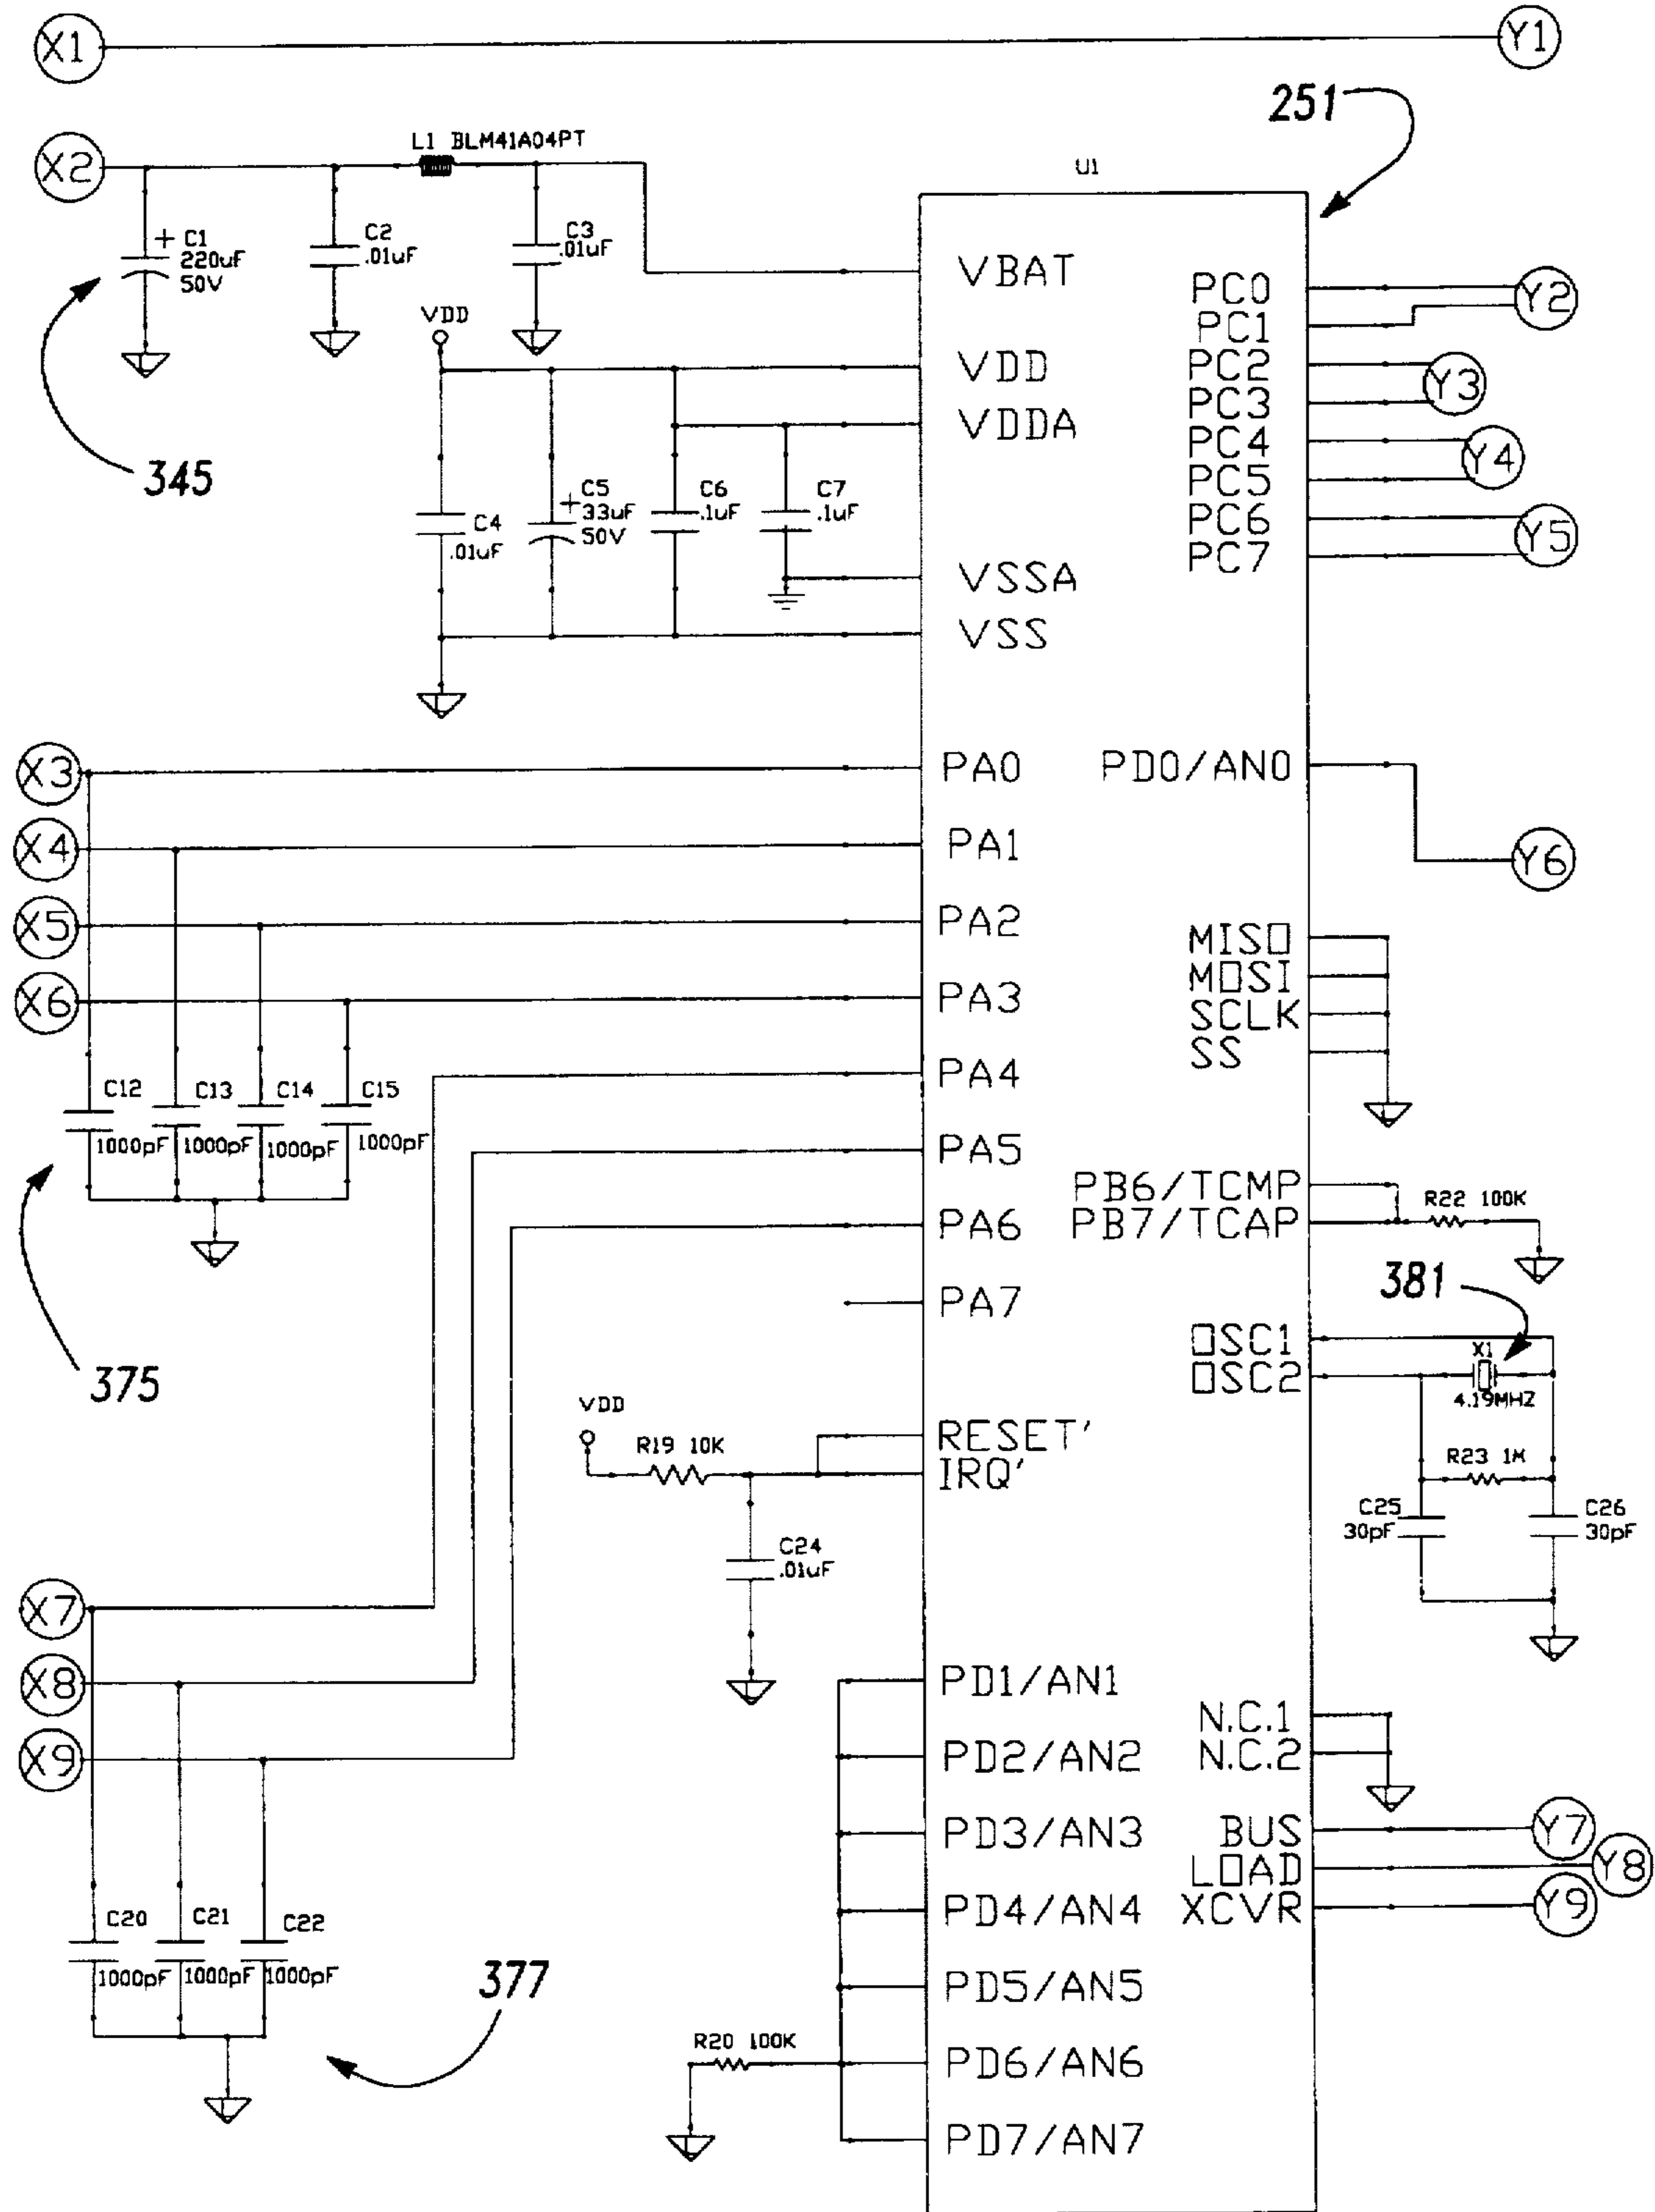 X1
Y1
251
X2
L1 BLM41A04PT
U1
+ C1
220uF
50V
C2
.01uF
C3
.01uF
VBAT
PC0
Y2
PC1
VDD
VDD
PC2
Y3
PC3
VDDA
PC4
Y4
345
PC5
+ C5
33uF
50V
C6
.1uF
C7
.1uF
PC6
Y5
C4
.01uF
PC7
VSSA
VSS
X3
PA0
PD0/AN0
X4
PA1
Y6
X5
PA2
MISO
MOSI
X6
PA3
SCLK
SS
PA4
C12
C13
C14
C15
1000pF
1000pF
1000pF
1000pF
PA5
PB6/TCMP
R22 100K
PA6
PB7/TCAP
381
PA7
375
OSC1
X1
OSC2
4.19MHZ
VDD
R19 10K
RESET'
IRQ'
R23 1M
C25
30pF
C26
30pF
C24
.01uF
X7
X8
PD1/AN1
N.C.1
X9
PD2/AN2
N.C.2
PD3/AN3
BUS
Y7
LOAD
Y8
PD4/AN4
XCVR
Y9
C20
C21
C22
1000pF
1000pF
1000pF
377
PD5/AN5
R20 100K
PD6/AN6
PD7/AN7